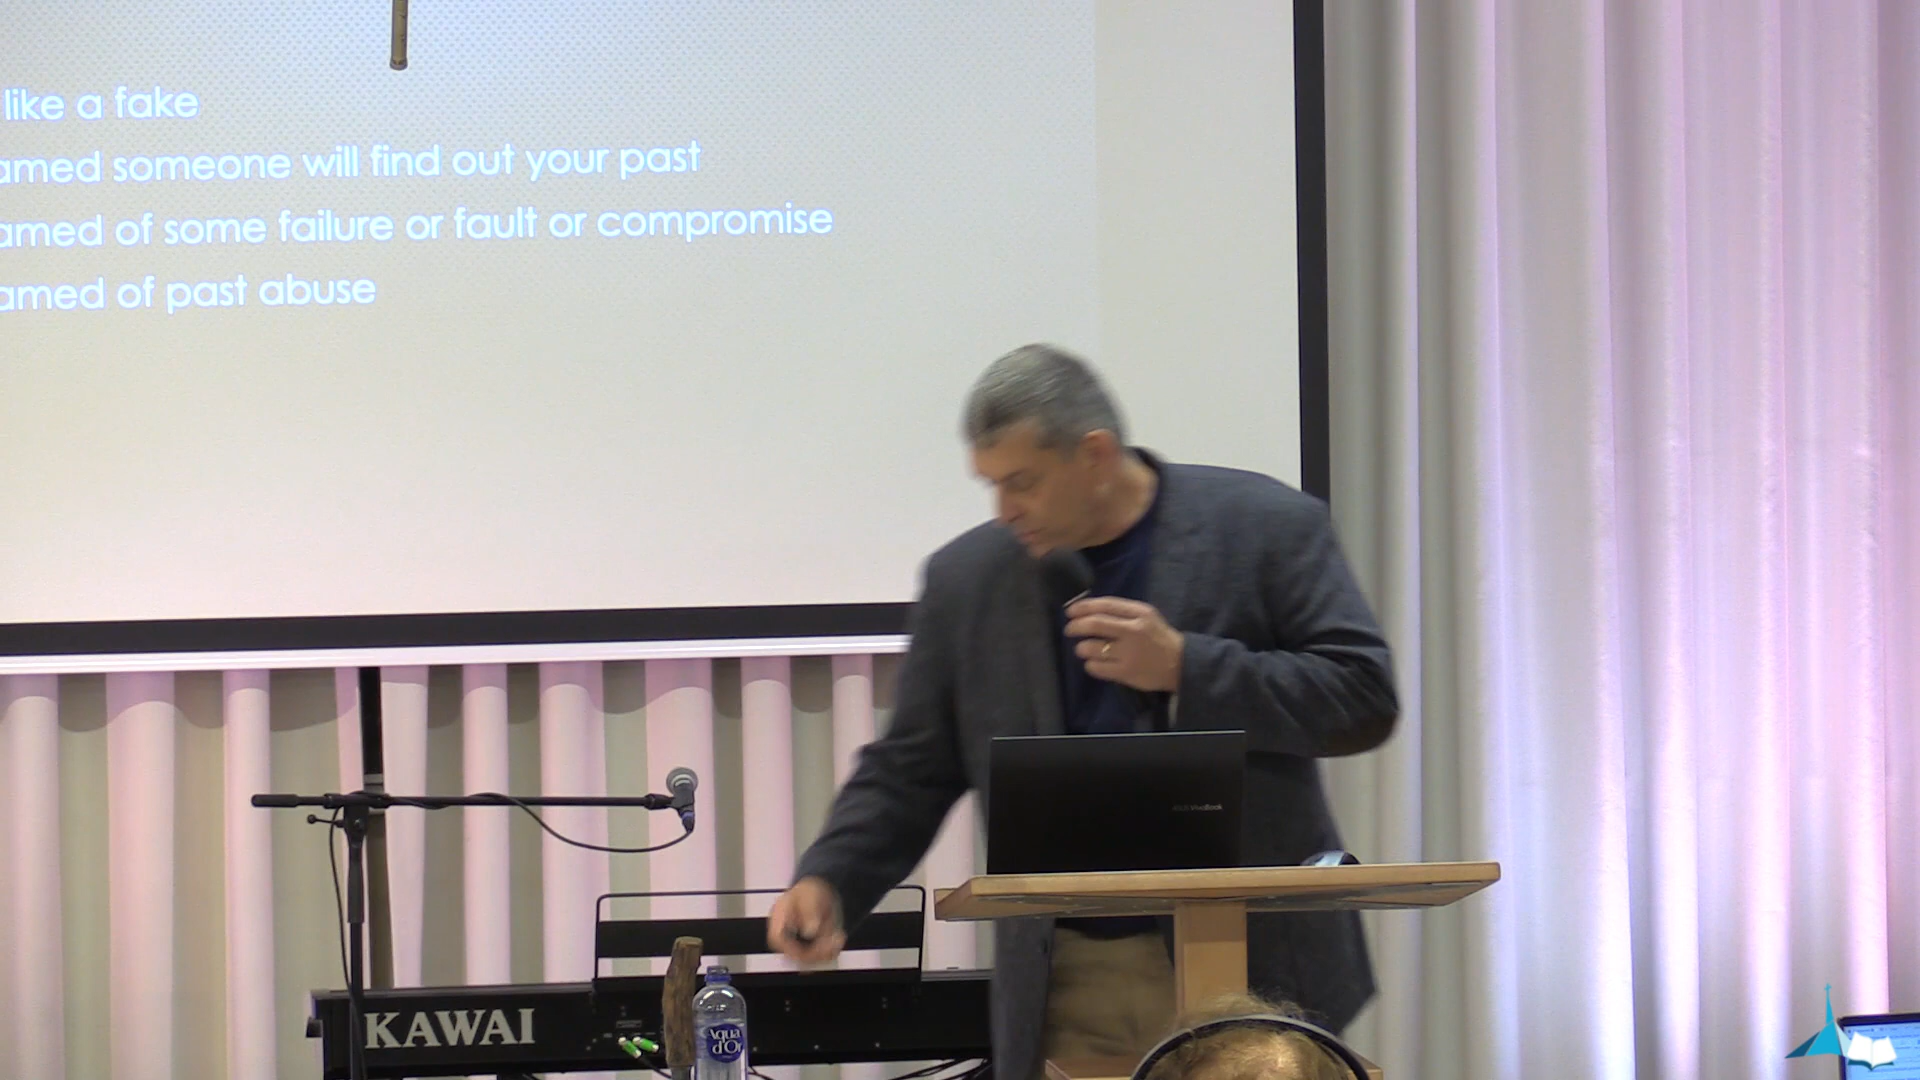 like a fake
amed someone will find out your past
amed of some failure or fault or compromise
amed of past abuse
VivoBook
KAWAI
Aqua
d'Or